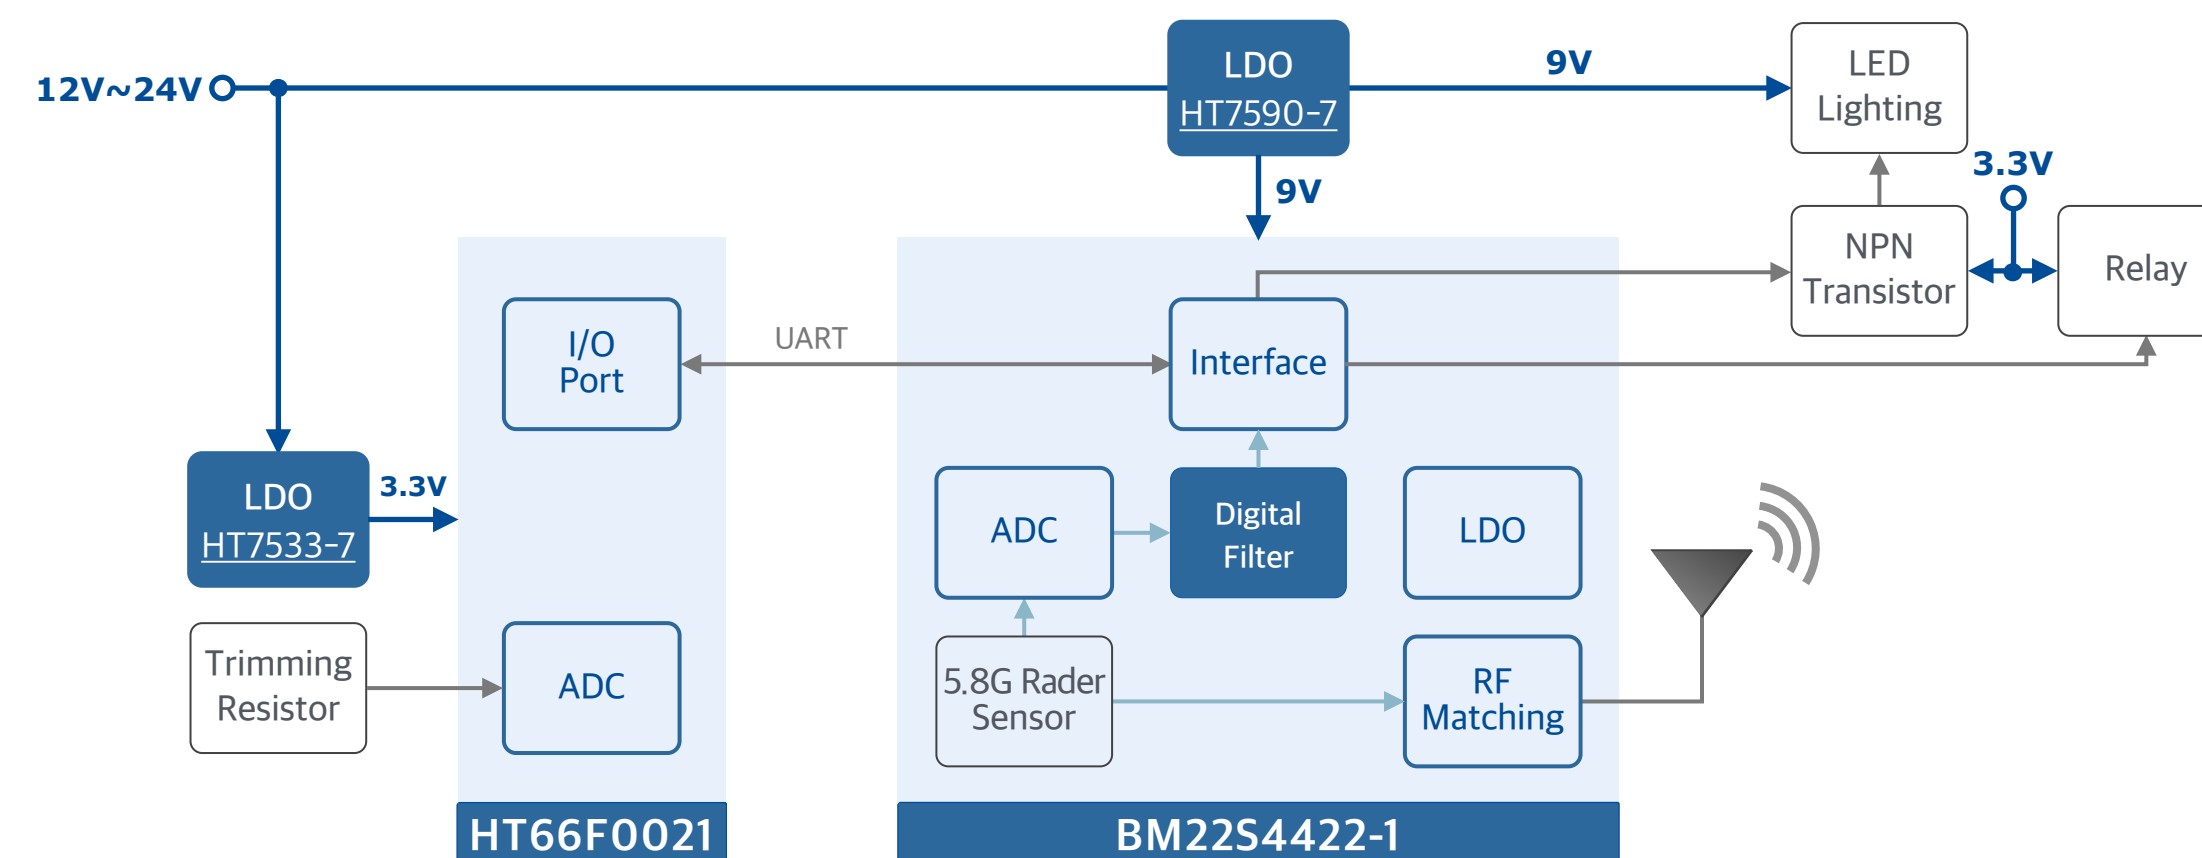 12V~24V
LDO
HT7590-7
9V
LED
Lighting
9V
3.3V
NPN
Transistor
Relay
I/O
Port
UART
Interface
LDO
HT7533-7
3.3V
ADC
Digital
Filter
LDO
Trimming
Resistor
ADC
5.8G Rader
Sensor
RF
Matching
HT66F0021
BM22S4422-1